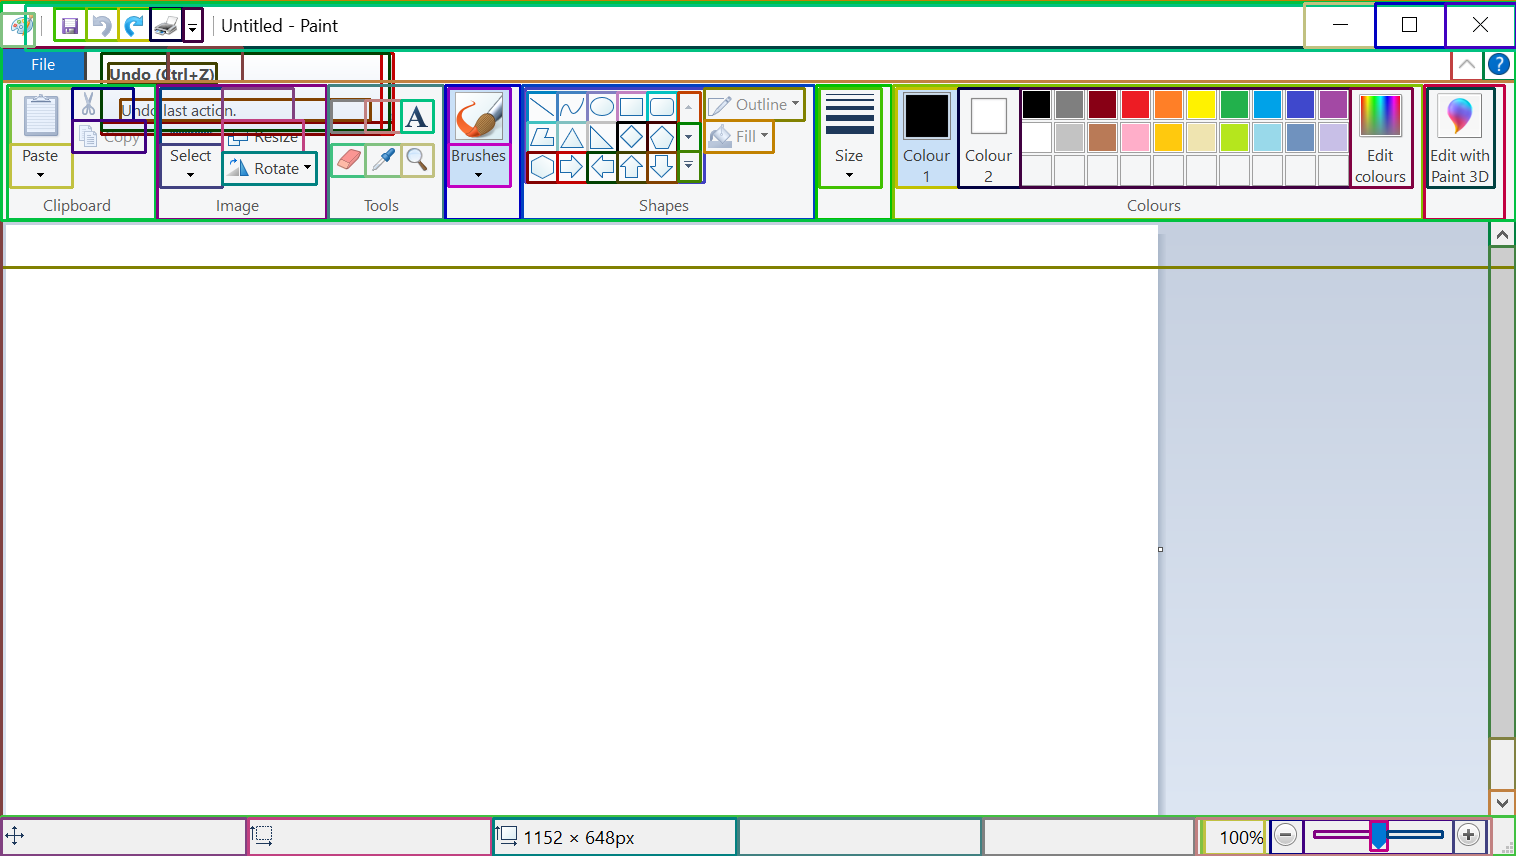 Untitled - Paint
File
Undo (Ctrl+Z)
Undo last action.
Paste
Copy
Clipboard
Select
Resize
Rotate
Image
A
Tools
Brushes
Outline
Fill
Shapes
Size
Colour
1
Colour
2
Edit
colours
Colours
Edit with
Paint 3D
?
1152 × 648px
100%